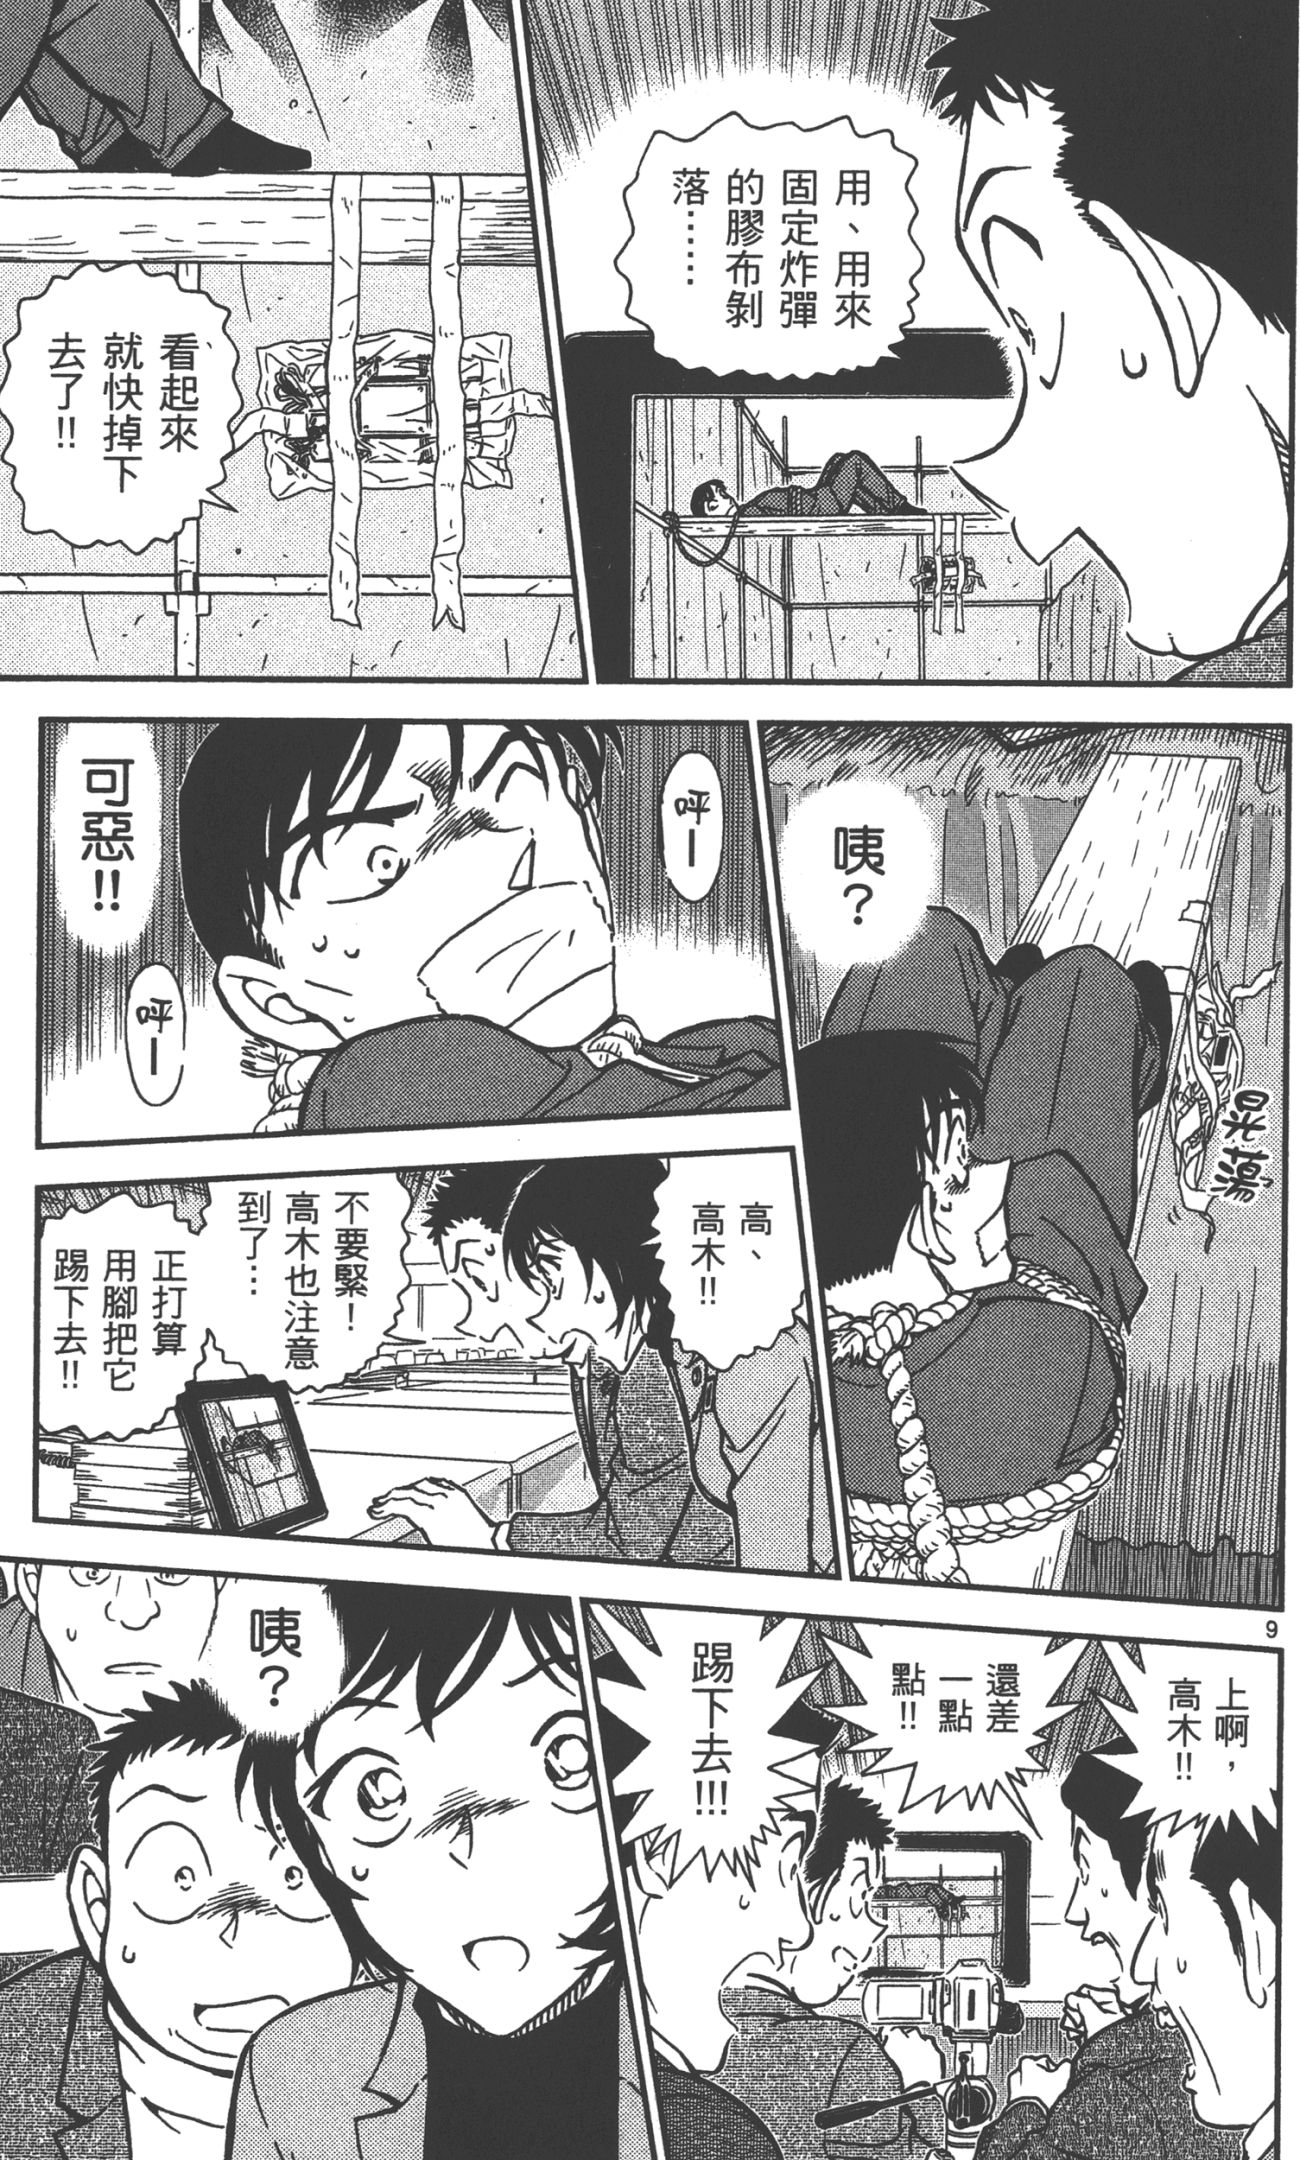 用、用來
固定炸彈
的膠布剝
落……
看起來
就快掉下
去了!!
咦？
晃蕩
呼ー
可惡!!
呼ー
高、
高木!!
不要緊！
高木也注意
到了…
正打算
用腳把它
踢下去!!
上啊，
高木!!
還差
一點
點!!
踢下去!!!
咦？
9